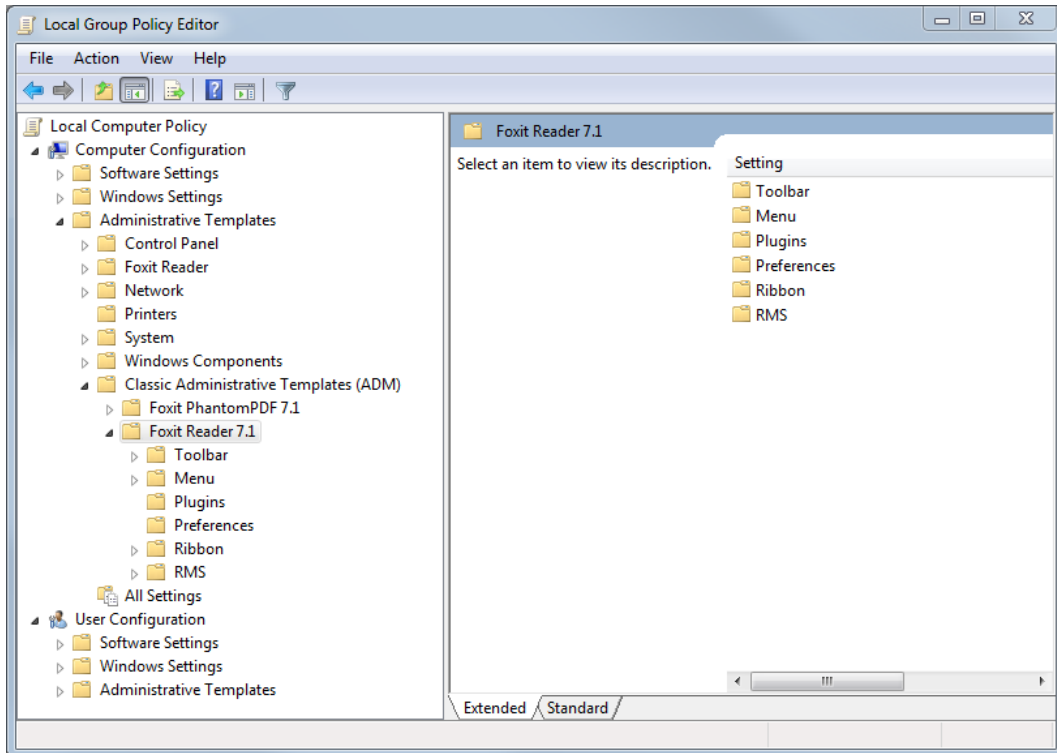 Local Group Policy Editor
File Action View Help
Local Computer Policy
Computer Configuration
Software Settings
Windows Settings
Administrative Templates
Control Panel
Foxit Reader
Network
Printers
System
Windows Components
Classic Administrative Templates (ADM)
Foxit PhantomPDF 7.1
Foxit Reader 7.1
Toolbar
Menu
Plugins
Preferences
Ribbon
RMS
All Settings
User Configuration
Software Settings
Windows Settings
Administrative Templates
Foxit Reader 7.1
Select an item to view its description.
Setting
Toolbar
Menu
Plugins
Preferences
Ribbon
RMS
Extended Standard